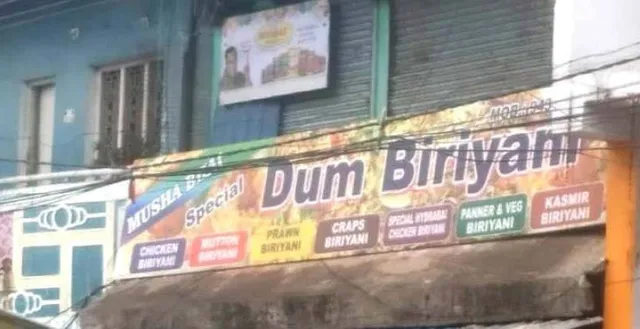 MUSHA BHAI
Special
Dum Biriyani
CHICKEN
BIRIYANI
MUTTON
BIRIYANI
PRAWN
BIRIYANI
CRAPS
BIRIYANI
SPECIAL HYDRABAI
CHICKEN BIRIYANI
PANNER & VEG
BIRIYANI
KASMIR
BIRIYANI